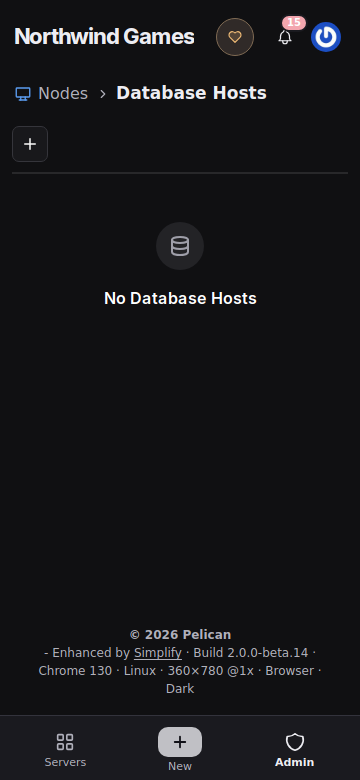 Northwind Games
15
Nodes › Database Hosts
No Database Hosts
© 2026 Pelican
- Enhanced by Simplify · Build 2.0.0-beta.14 ·
Chrome 130 · Linux · 360×780 @1x · Browser ·
Dark
Servers
New
Admin